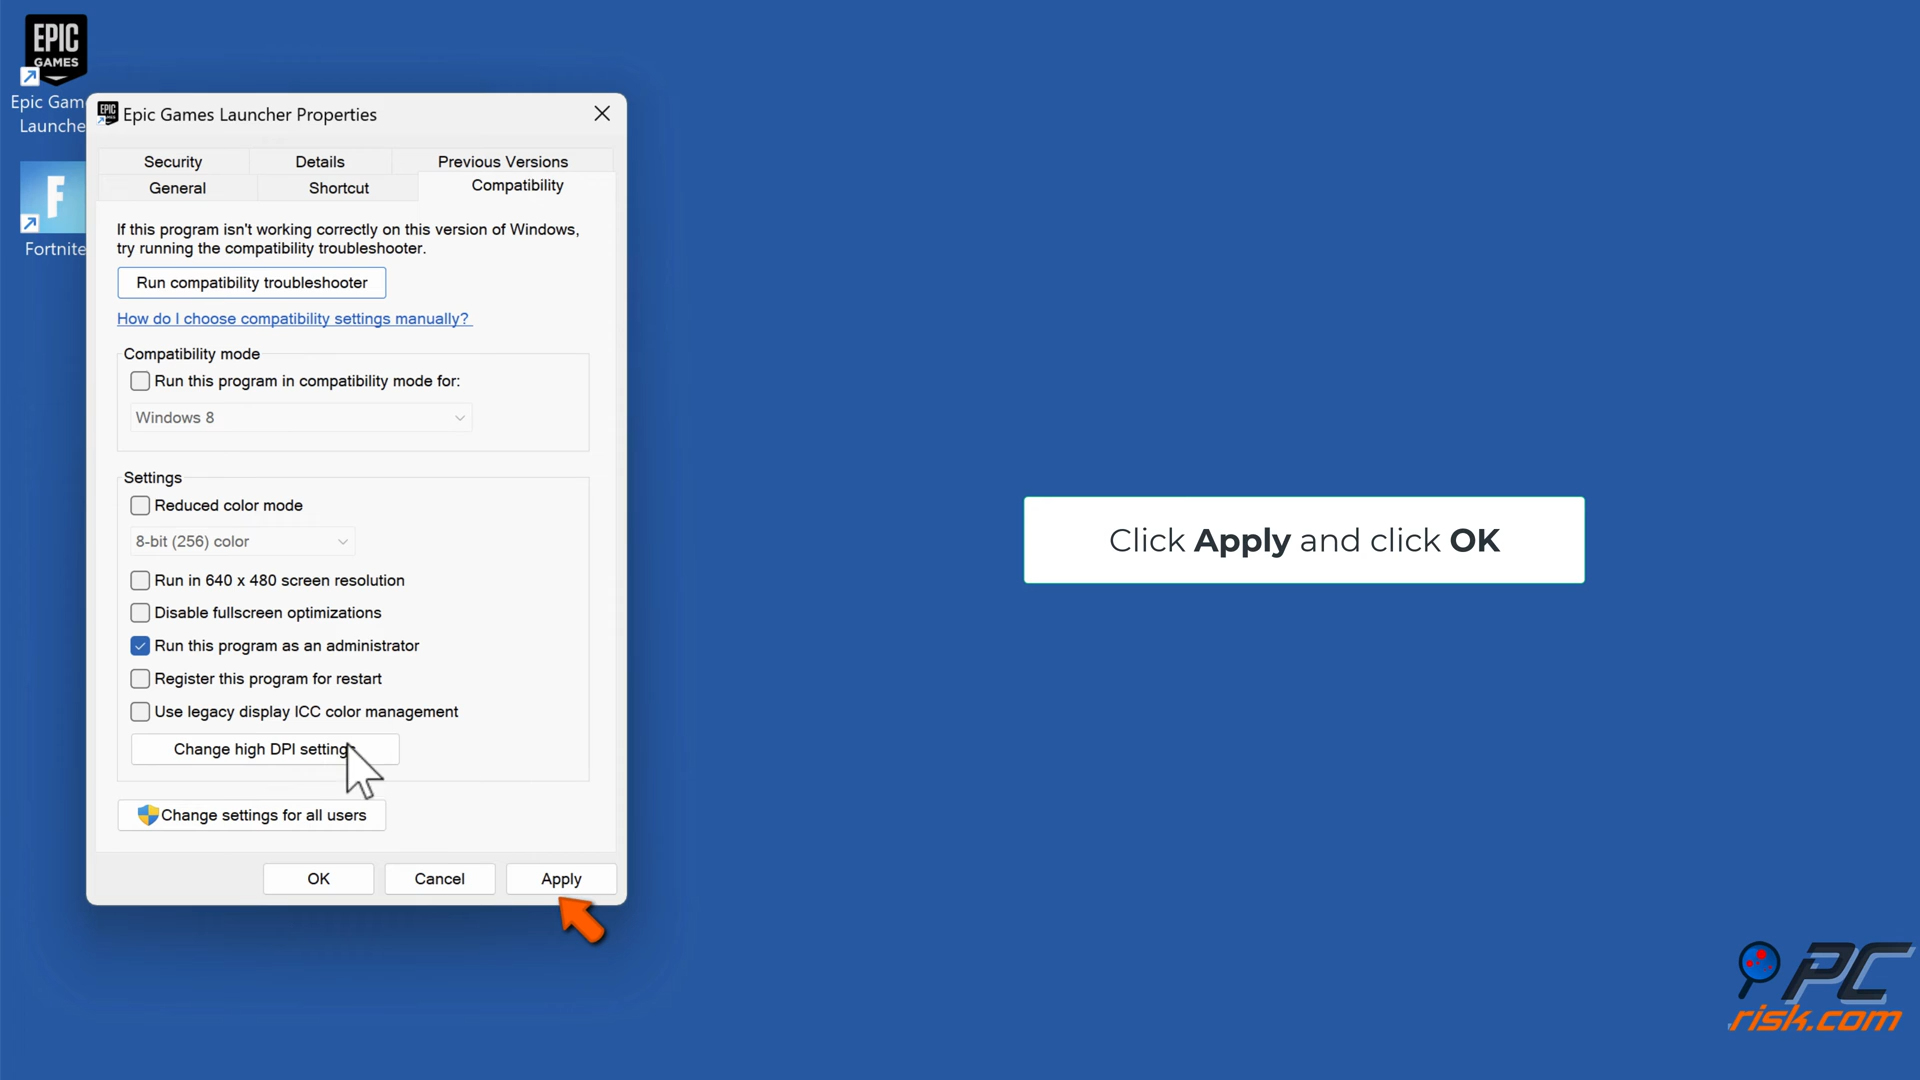 EPIC
GAMES
Epic Gam
Launche
Fortnite
EPIC
Epic Games Launcher Properties
Security
Details
Previous Versions
General
Shortcut
Compatibility
If this program isn't working correctly on this version of Windows,
try running the compatibility troubleshooter.
Run compatibility troubleshooter
How do I choose compatibility settings manually?
Compatibility mode
Run this program in compatibility mode for:
Windows 8
Settings
Reduced color mode
8-bit (256) color
Run in 640 x 480 screen resolution
Disable fullscreen optimizations
Run this program as an administrator
Register this program for restart
Use legacy display ICC color management
Change high DPI settings
Change settings for all users
OK
Cancel
Apply
Click Apply and click OK
PC
risk.com